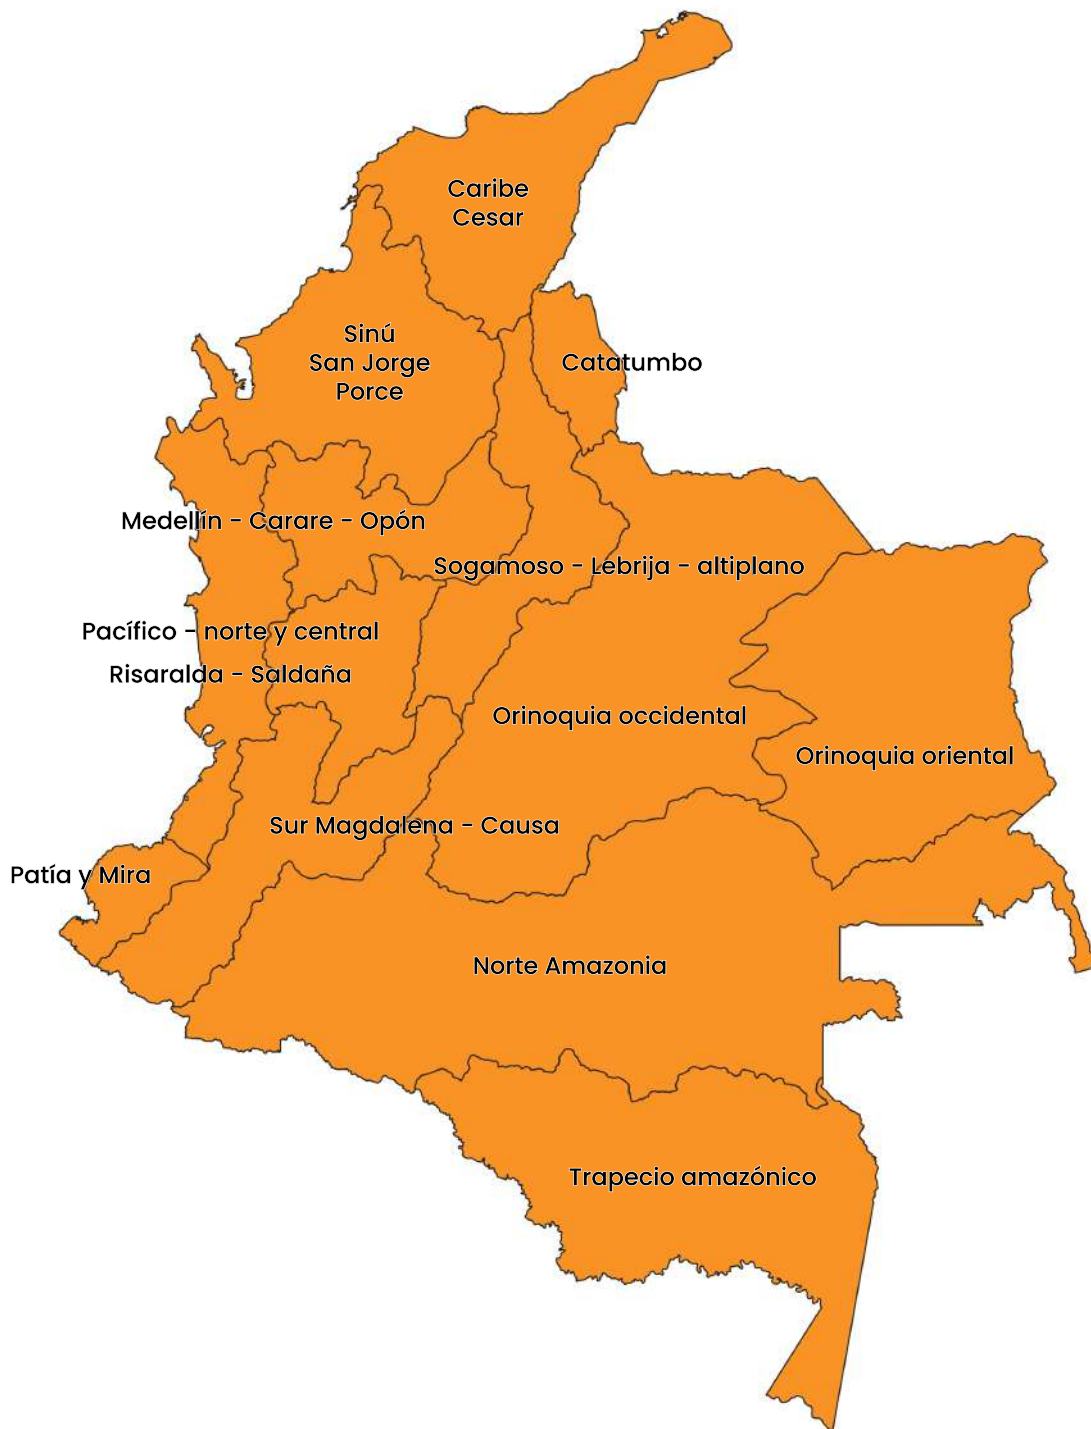 Caribe
Cesar
Sinú
San Jorge
Porce
Catatumbo
Medellín - Carare - Opón
Sogamoso - Lebrija - altiplano
Pacífico - norte y central
Risaralda - Saldaña
Orinoquia occidental
Orinoquia oriental
Sur Magdalena - Causa
Patía y Mira
Norte Amazonia
Trapecio amazónico